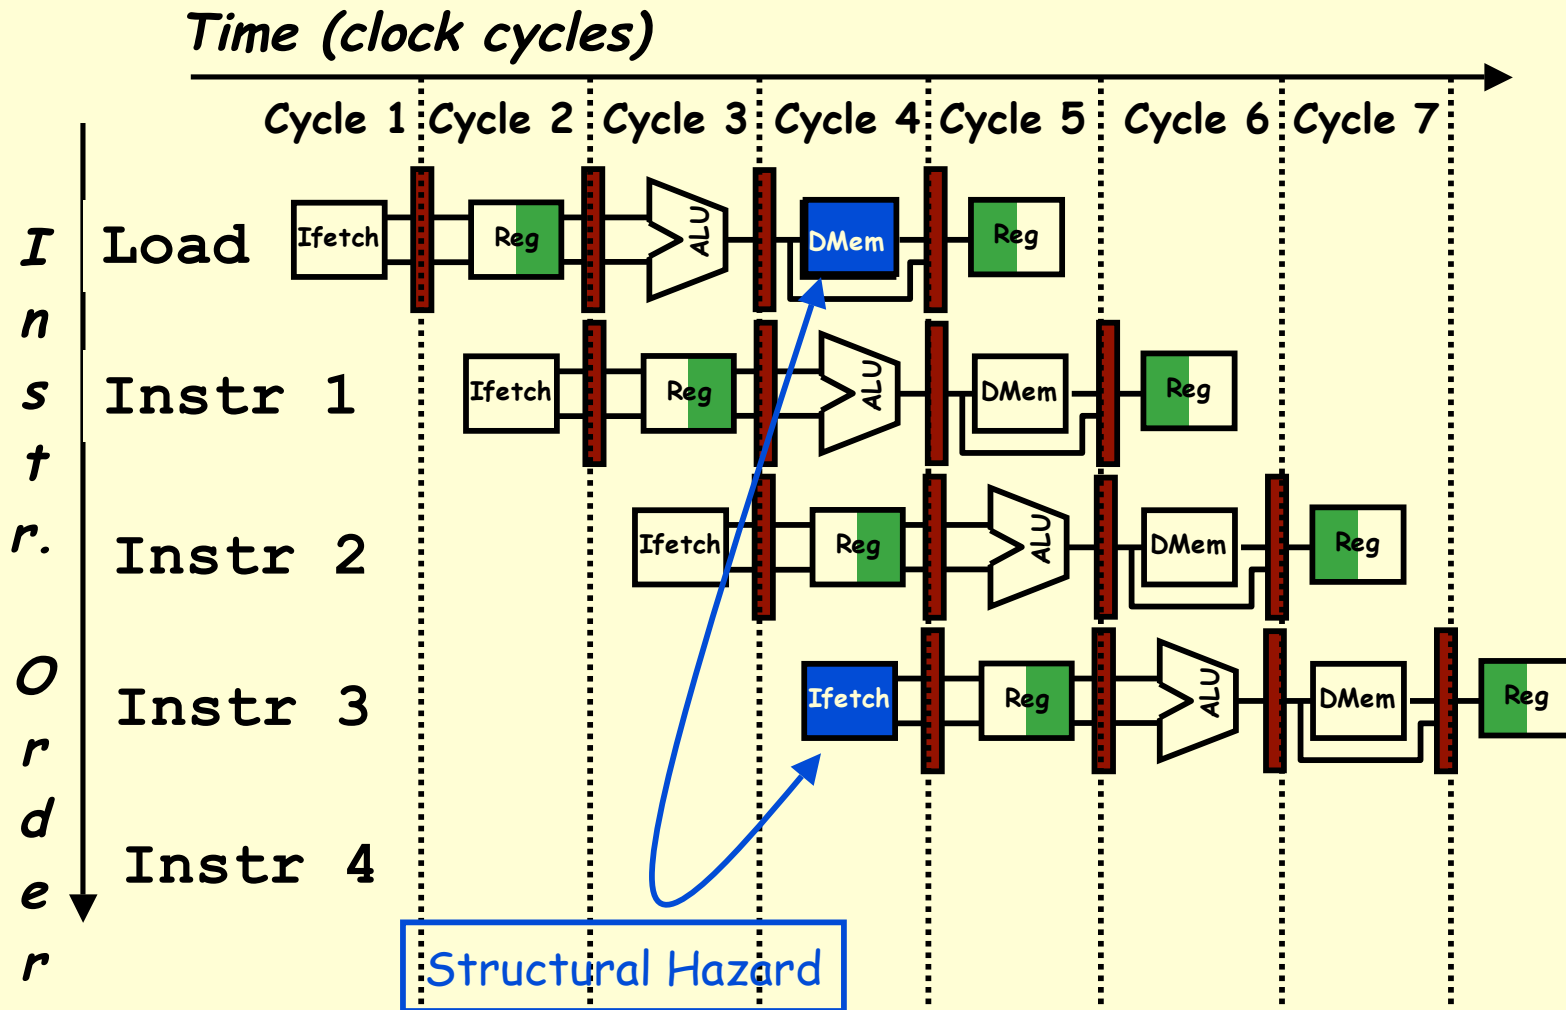 Time (clock cycles)
Cycle 1 Cycle 2 Cycle 3 Cycle 4 Cycle 5 Cycle 6 Cycle 7
Instr. Order
Load Ifetch Reg ALU DMem Reg
Instr 1 Ifetch Reg ALU DMem Reg
Instr 2 Ifetch Reg ALU DMem Reg
Instr 3 Ifetch Reg ALU DMem Reg
Instr 4
Structural Hazard